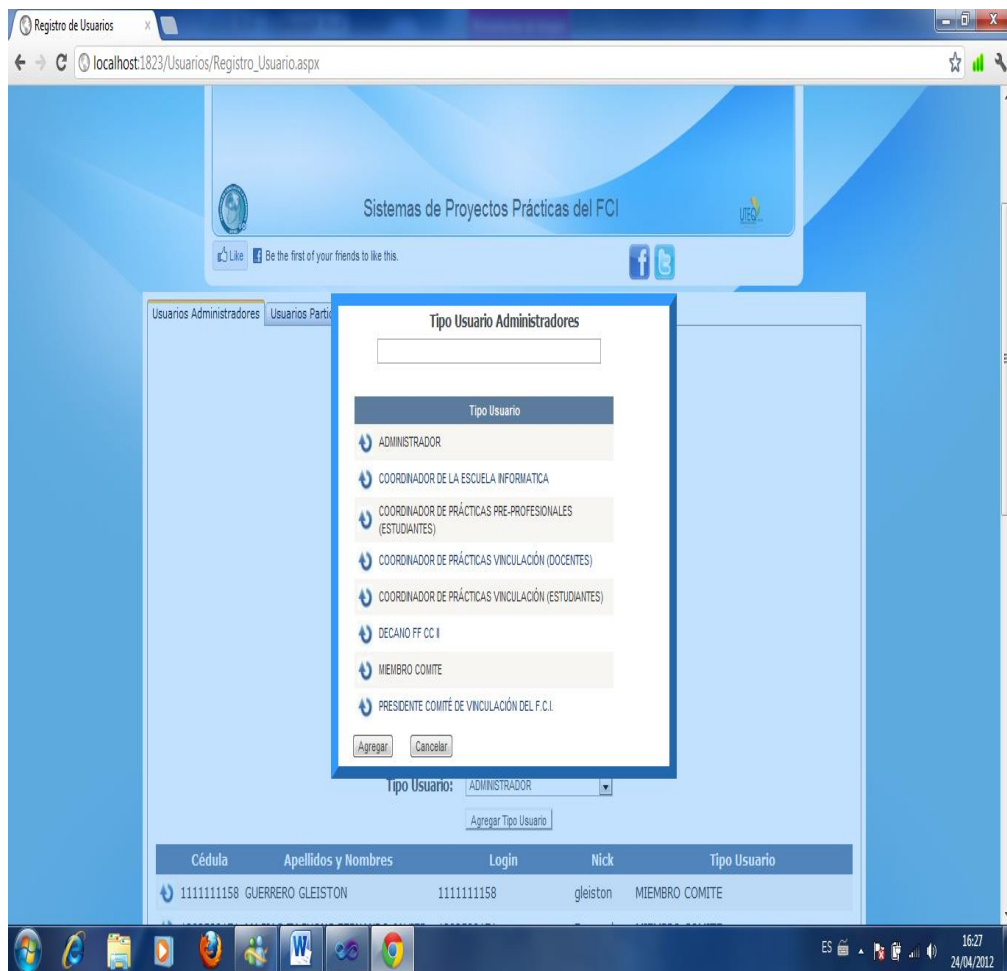 Registro de Usuarios
localhost:1823/Usuarios/Registro_Usuario.aspx
Sistemas de Proyectos Prácticas del FCI
UTEQ
Like Be the first of your friends to like this.
Usuarios Administradores Usuarios
Tipo Usuario Administradores
Tipo Usuario
ADMINISTRADOR
COORDINADOR DE LA ESCUELA INFORMATICA
COORDINADOR DE PRÁCTICAS PRE-PROFESIONALES
(ESTUDIANTES)
COORDINADOR DE PRÁCTICAS VINCULACIÓN (DOCENTES)
COORDINADOR DE PRÁCTICAS VINCULACIÓN (ESTUDIANTES)
DECANO FF CC II
MIEMBRO COMITE
PRESIDENTE COMITÉ DE VINCULACIÓN DEL F.C.I.
Agregar Cancelar
Tipo Usuario: ADMINISTRADOR
Agregar Tipo Usuario
Cédula Apellidos y Nombres Login Nick Tipo Usuario
1111111158 GUERRERO GLEISTON 1111111158 gleiston MIEMBRO COMITE
ES 16:27
24/04/2012